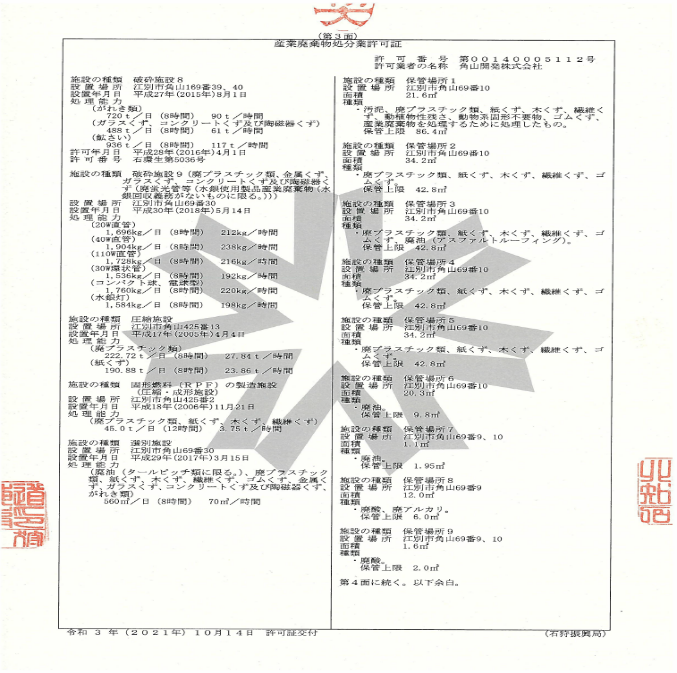 (第3面)
産業廃棄物処分業許可証
許可番号 第00140005112号
許可業者の名称 角山開発株式会社
施設の種類 破砕施設8
設置場所 江別市角山169番39、40
設置年月日 平成27年(2015年)8月1日
処理能力
(がれき類)
720t/日(8時間) 90t/時間
(ガラスくず、コンクリートくず及び陶磁器くず)
488t/日(8時間) 61t/時間
(鉱さい)
936t/日(8時間) 117t/時間
許可年月日 平成28年(2016年)4月1日
許可番号 石環生第5036号
施設の種類 破砕施設9(廃プラスチック類、金属くず、
ガラスくず、コンクリートくず及び陶磁器く
ず(廃蛍光管等(水銀使用製品産業廃棄物(水
銀回収義務がないものに限る。)))
設置場所 江別市角山69番30
設置年月日 平成30年(2018年)5月14日
処理能力
(20W直管)
1,696kg/日(8時間) 212kg/時間
(40W直管)
1,904kg/日(8時間) 238kg/時間
(110W直管)
1,728kg/日(8時間) 216kg/時間
(30W環状管)
1,536kg/日(8時間) 192kg/時間
(コンパクト球、電球型)
1,760kg/日(8時間) 220kg/時間
(水銀灯)
1,584kg/日(8時間) 198kg/時間
施設の種類 圧縮施設
設置場所 江別市角山425番13
設置年月日 平成17年(2005年)4月4日
処理能力
(廃プラスチック類)
222.72t/日(8時間) 27.84t/時間
(紙くず)
190.88t/日(8時間) 23.86t/時間
施設の種類 固形燃料(RPF)の製造施設
(圧縮・成形施設)
設置場所 江別市角山425番2
設置年月日 平成18年(2006年)11月21日
処理能力
(廃プラスチック類、紙くず、木くず、繊維くず)
45.0t/日(12時間) 3.75t/時間
施設の種類 選別施設
設置場所 江別市角山69番30
設置年月日 平成29年(2017年)3月15日
処理能力
(廃油(タールピッチ類に限る。)、廃プラスチック
類、紙くず、木くず、繊維くず、ゴムくず、金属く
ず、ガラスくず、コンクリートくず及び陶磁器くず、
がれき類)
560㎥/日(8時間) 70㎥/時間
施設の種類 保管場所1
設置場所 江別市角山69番10
面積 21.6㎡
種類
・汚泥、廃プラスチック類、紙くず、木くず、繊維く
ず、動植物性残さ、動物系固形不要物、ゴムくず、
産業廃棄物を処理するために処理したもの。
保管上限 86.4㎥
施設の種類 保管場所2
設置場所 江別市角山69番10
面積 34.2㎡
種類
・廃プラスチック類、紙くず、木くず、繊維くず、ゴ
ムくず。
保管上限 42.8㎥
施設の種類 保管場所3
設置場所 江別市角山69番10
面積 34.2㎡
種類
・廃プラスチック類、紙くず、木くず、繊維くず、ゴ
ムくず、廃油(アスファルトルーフィング)。
保管上限 42.8㎥
施設の種類 保管場所4
設置場所 江別市角山69番10
面積 34.2㎡
種類
・廃プラスチック類、紙くず、木くず、繊維くず、ゴ
ムくず。
保管上限 42.8㎥
施設の種類 保管場所5
設置場所 江別市角山69番10
面積 34.2㎡
種類
・廃プラスチック類、紙くず、木くず、繊維くず、ゴ
ムくず。
保管上限 42.8㎥
施設の種類 保管場所6
設置場所 江別市角山69番10
面積 20.3㎡
種類
・廃油。
保管上限 9.8㎥
施設の種類 保管場所7
設置場所 江別市角山69番9、10
面積 1.1㎡
種類
・廃油。
保管上限 1.95㎥
施設の種類 保管場所8
設置場所 江別市角山69番9
面積 12.0㎡
種類
・廃酸、廃アルカリ。
保管上限 6.0㎥
施設の種類 保管場所9
設置場所 江別市角山69番9、10
面積 1.6㎡
種類
・廃酸。
保管上限 2.0㎥
第4面に続く。以下余白。
令和3年(2021年)10月14日 許可証交付
(石狩振興局)